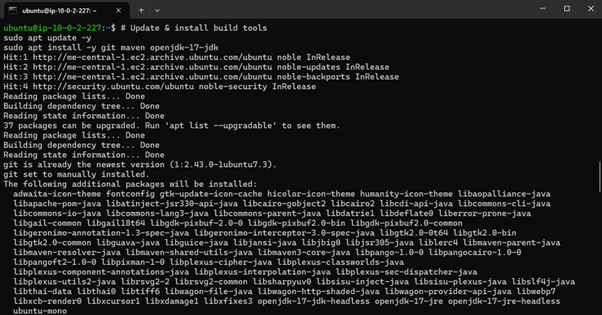 ubuntu@ip-10-0-2-227: ~
ubuntu@ip-10-0-2-227:~$ # Update & install build tools
sudo apt update -y
sudo apt install -y git maven openjdk-17-jdk
Hit:1 http://me-central-1.ec2.archive.ubuntu.com/ubuntu noble InRelease
Hit:2 http://me-central-1.ec2.archive.ubuntu.com/ubuntu noble-updates InRelease
Hit:3 http://me-central-1.ec2.archive.ubuntu.com/ubuntu noble-backports InRelease
Hit:4 http://security.ubuntu.com/ubuntu noble-security InRelease
Reading package lists... Done
Building dependency tree... Done
Reading state information... Done
37 packages can be upgraded. Run 'apt list --upgradable' to see them.
Reading package lists... Done
Building dependency tree... Done
Reading state information... Done
git is already the newest version (1:2.43.0-1ubuntu7.3).
git set to manually installed.
The following additional packages will be installed:
adwaita-icon-theme fontconfig gtk-update-icon-cache hicolor-icon-theme humanity-icon-theme libaopalliance-java
libapache-pom-java libatinject-jsr330-api-java libcairo-gobject2 libcairo2 libcdi-api-java libcommons-cli-java
libcommons-io-java libcommons-lang3-java libcommons-parent-java libdatrie1 libdeflate0 liberror-prone-java
libgail-common libgail18t64 libgdk-pixbuf-2.0-0 libgdk-pixbuf2.0-bin libgdk-pixbuf2.0-common
libgeronimo-annotation-1.3-spec-java libgeronimo-interceptor-3.0-spec-java libgtk2.0-0t64 libgtk2.0-bin
libgtk2.0-common libguava-java libguice-java libjansi-java libjbig0 libjsr305-java liblerc4 libmaven-parent-java
libmaven-resolver-java libmaven-shared-utils-java libmaven3-core-java libpango-1.0-0 libpangocairo-1.0-0
libpangoft2-1.0-0 libpixman-1-0 libplexus-cipher-java libplexus-classworlds-java
libplexus-component-annotations-java libplexus-interpolation-java libplexus-sec-dispatcher-java
libplexus-utils2-java librsvg2-2 librsvg2-common libsharpyuv0 libsisu-inject-java libsisu-plexus-java libslf4j-java
libthai-data libthai0 libtiff6 libwagon-file-java libwagon-http-shaded-java libwagon-provider-api-java libwebp7
libxcb-render0 libxcursor1 libxdamage1 libxfixes3 openjdk-17-jdk-headless openjdk-17-jre openjdk-17-jre-headless
ubuntu-mono